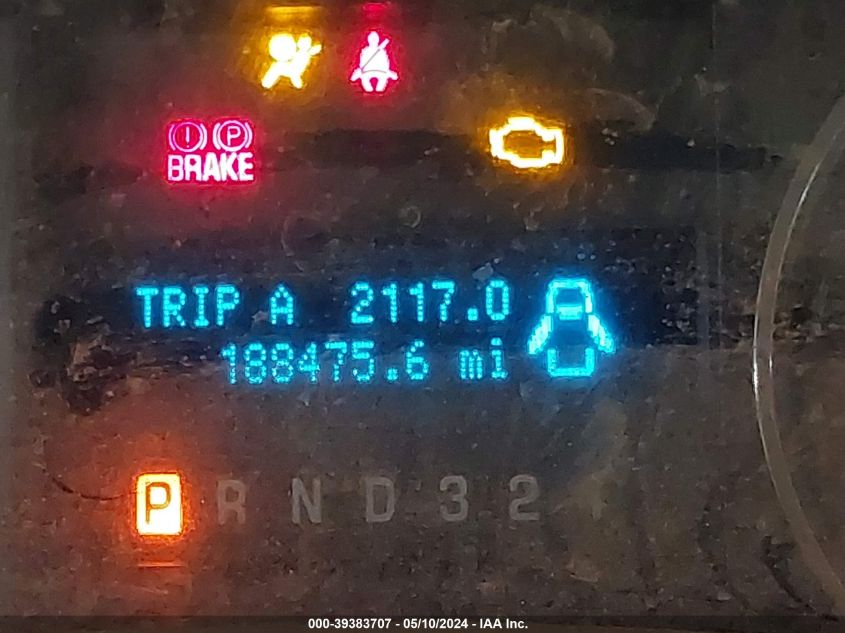 ! P
BRAKE
TRIP A 2117.0
188475.6 mi
P R N D 3 2
000-39383707 - 05/10/2024 - IAA Inc.